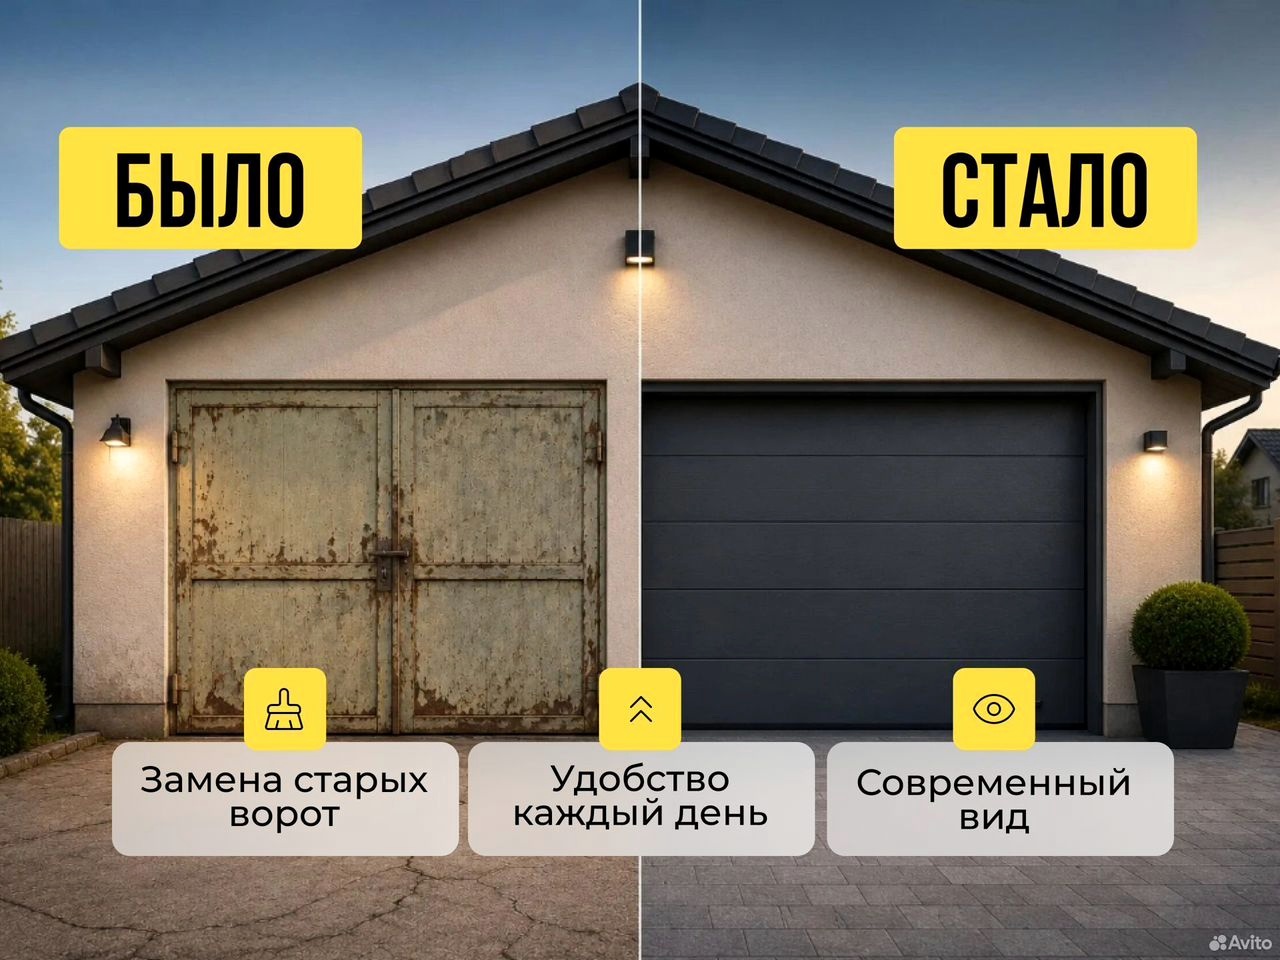 БЫЛО
СТАЛО
Замена старых
ворот
Удобство
каждый день
Современный
вид
Avito